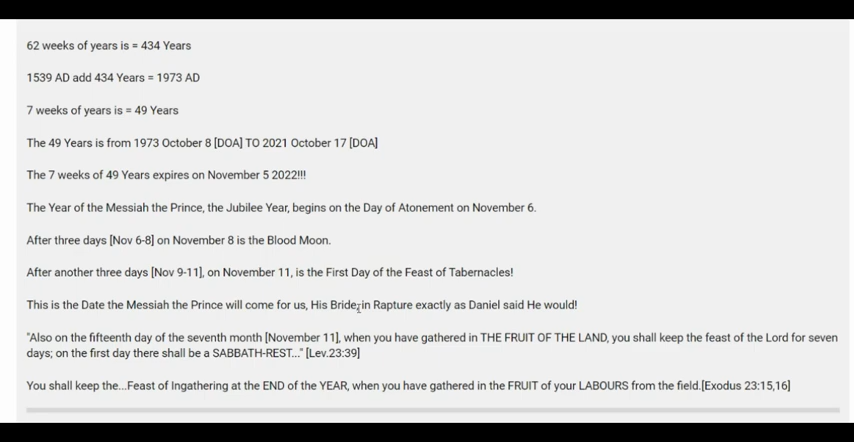 62 weeks of years is = 434 Years
1539 AD add 434 Years = 1973 AD
7 weeks of years is = 49 Years
The 49 Years is from 1973 October 8 [DOA] TO 2021 October 17 [DOA]
The 7 weeks of 49 Years expires on November 5 2022!!!
The Year of the Messiah the Prince, the Jubilee Year, begins on the Day of Atonement on November 6.
After three days [Nov 6-8] on November 8 is the Blood Moon.
After another three days [Nov 9-11], on November 11, is the First Day of the Feast of Tabernacles!
This is the Date the Messiah the Prince will come for us, His Bride, in Rapture exactly as Daniel said He would!
"Also on the fifteenth day of the seventh month [November 11], when you have gathered in THE FRUIT OF THE LAND, you shall keep the feast of the Lord for seven
days; on the first day there shall be a SABBATH-REST..." [Lev.23:39]
You shall keep the...Feast of Ingathering at the END of the YEAR, when you have gathered in the FRUIT of your LABOURS from the field.[Exodus 23:15,16]